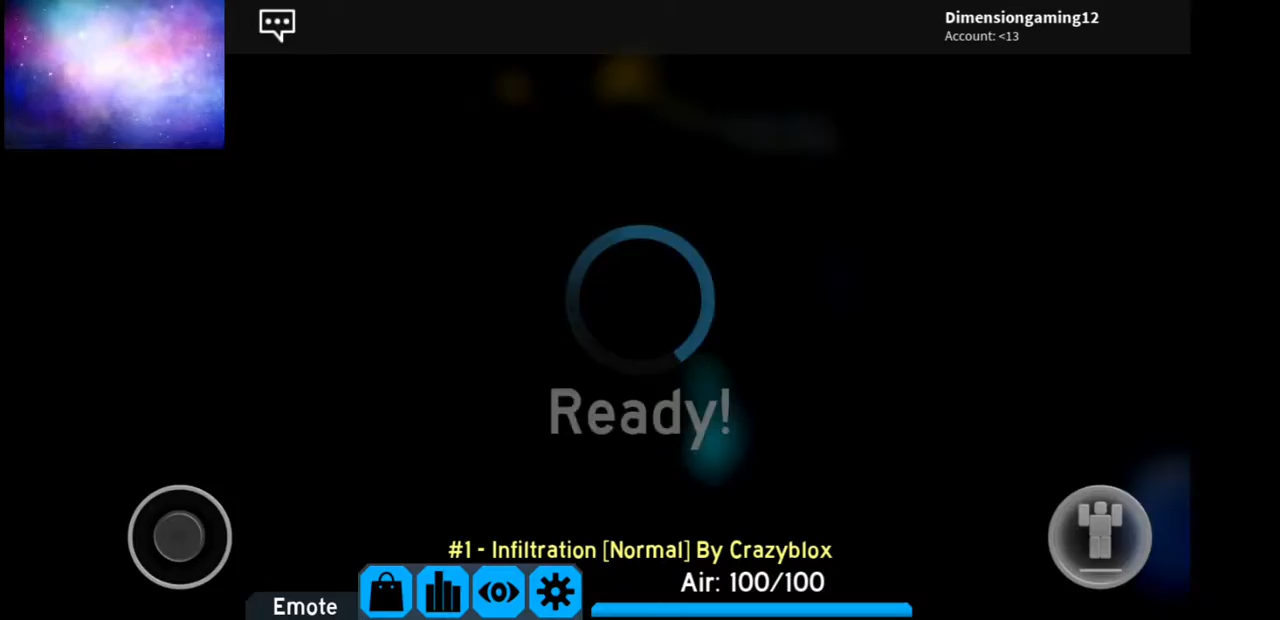 Dimensiongaming12
Account: <13
Ready!
#1 - Infiltration [Normal] By Crazyblox
Air: 100/100
Emote